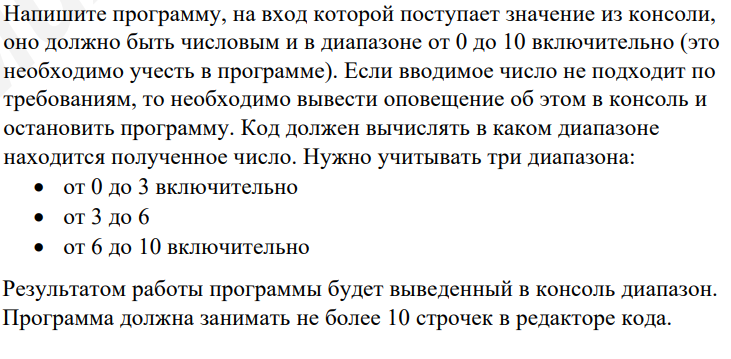 Напишите программу, на вход которой поступает значение из консоли,
оно должно быть числовым и в диапазоне от 0 до 10 включительно (это
необходимо учесть в программе). Если вводимое число не подходит по
требованиям, то необходимо вывести оповещение об этом в консоль и
остановить программу. Код должен вычислять в каком диапазоне
находится полученное число. Нужно учитывать три диапазона:
• от 0 до 3 включительно
• от 3 до 6
• от 6 до 10 включительно
Результатом работы программы будет выведенный в консоль диапазон.
Программа должна занимать не более 10 строчек в редакторе кода.